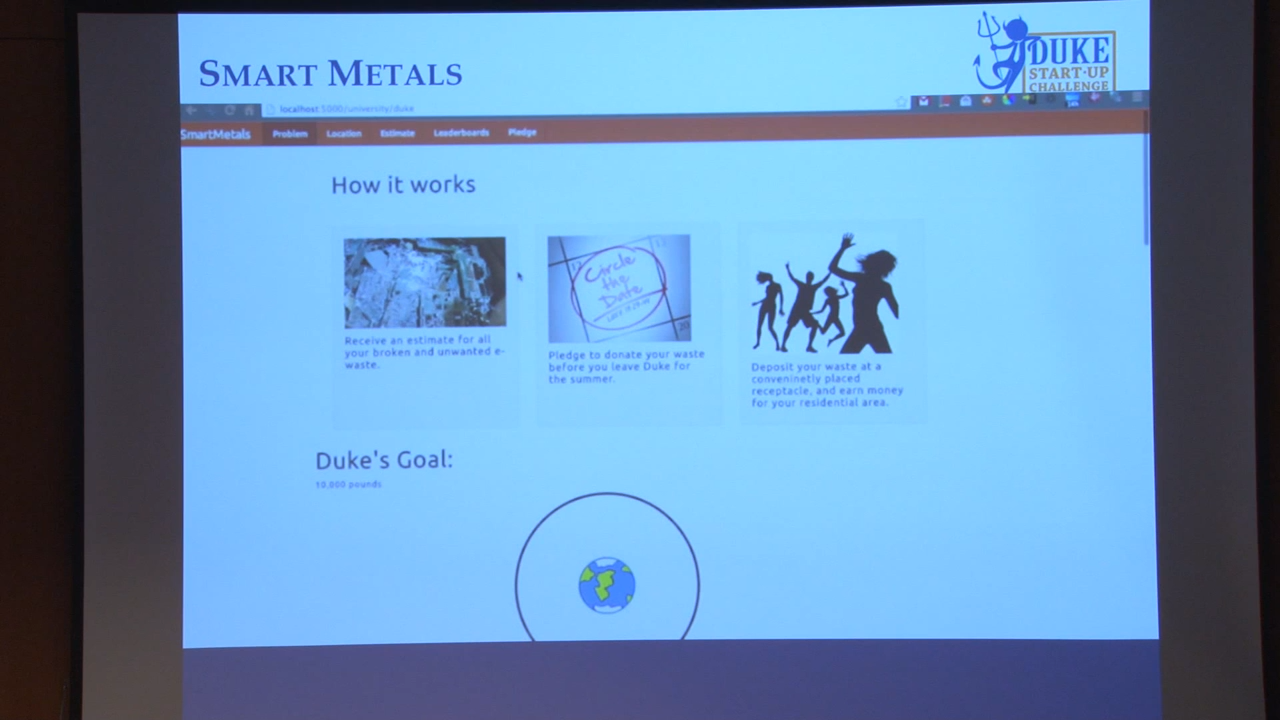 SMART METALS
DUKE
START-UP
CHALLENGE
localhost:5000/university/duke
SmartMetals Problem Location Estimate Leaderboards Pledge
How it works
Circle
the
Date
Receive an estimate for all
your broken and unwanted e-
waste.
Pledge to donate your waste
before you leave Duke for
the summer.
Deposit your waste at a
conveninetly placed
receptacle, and earn money
for your residential area.
Duke's Goal:
10,000 pounds